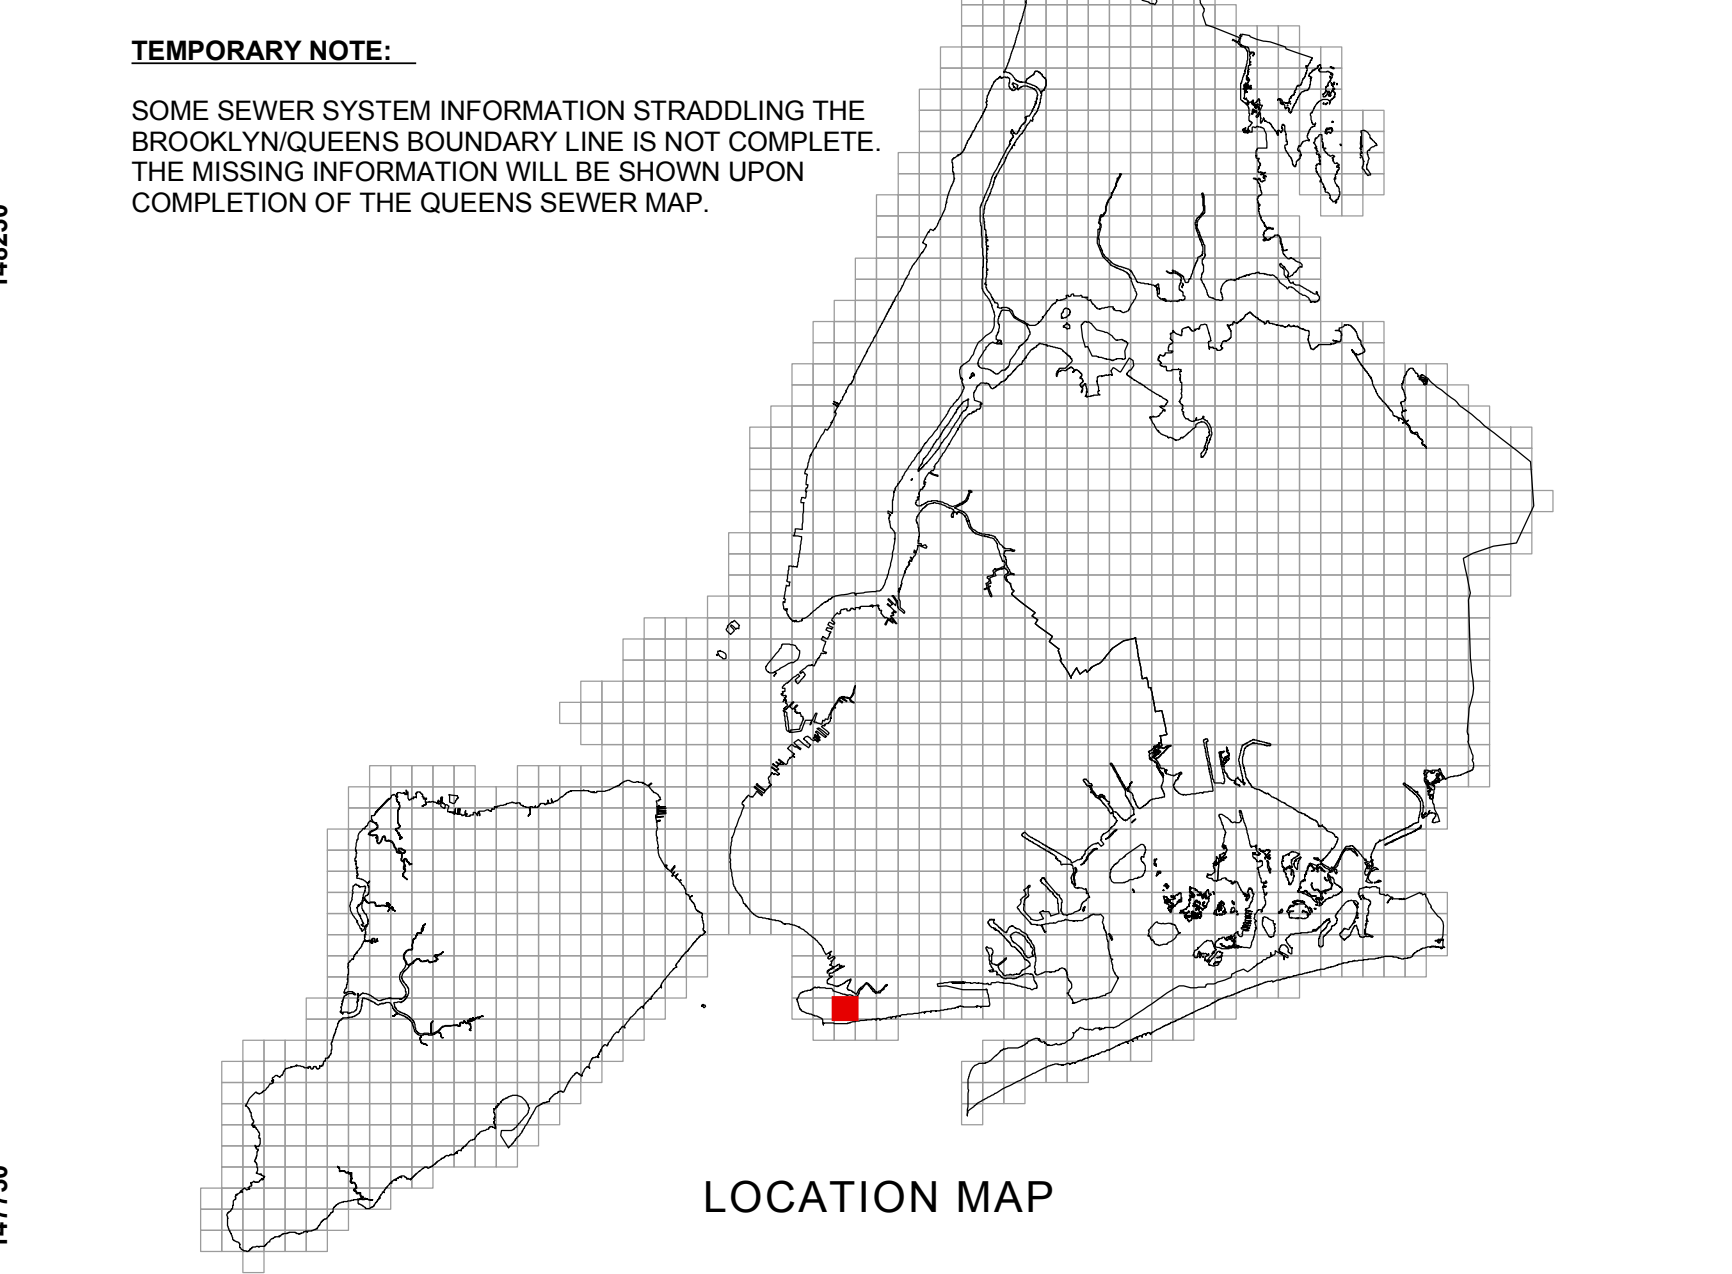 TEMPORARY NOTE:
SOME SEWER SYSTEM INFORMATION STRADDLING THE
BROOKLYN/QUEENS BOUNDARY LINE IS NOT COMPLETE.
THE MISSING INFORMATION WILL BE SHOWN UPON
COMPLETION OF THE QUEENS SEWER MAP.
LOCATION MAP